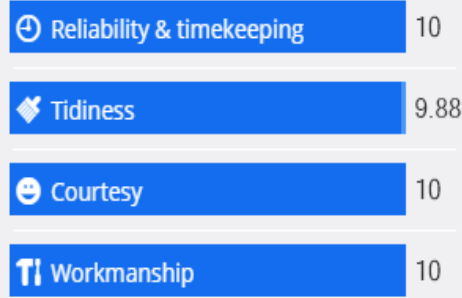 Reliability & timekeeping 10
Tidiness 9.88
Courtesy 10
Workmanship 10